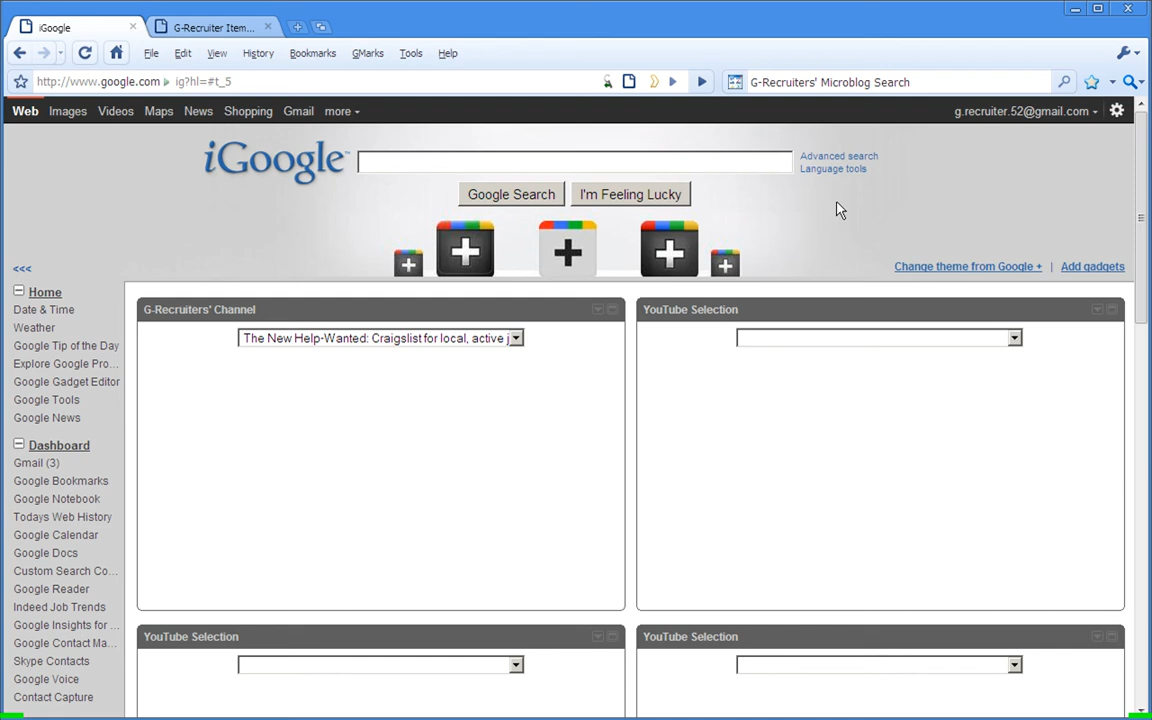 iGoogle
G-Recruiter Item...
File Edit View History Bookmarks GMarks Tools Help
http://www.google.com ig?hl=#t_5
G-Recruiters' Microblog Search
Web Images Videos Maps News Shopping Gmail more
g.recruiter.52@gmail.com
iGoogle™
Advanced search
Language tools
Google Search
I'm Feeling Lucky
<<<
Change theme from Google + | Add gadgets
Home
Date & Time
Weather
Google Tip of the Day
Explore Google Pro...
Google Gadget Editor
Google Tools
Google News
Dashboard
Gmail (3)
Google Bookmarks
Google Notebook
Todays Web History
Google Calendar
Google Docs
Custom Search Co...
Google Reader
Indeed Job Trends
Google Insights for ...
Google Contact Ma...
Skype Contacts
Google Voice
Contact Capture
G-Recruiters' Channel
The New Help-Wanted: Craigslist for local, active j
YouTube Selection
YouTube Selection
YouTube Selection